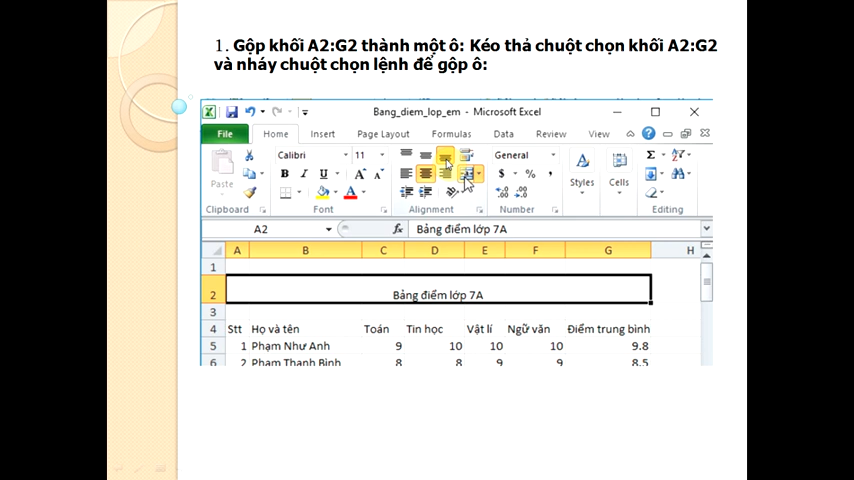 1. Gộp khối A2:G2 thành một ô: Kéo thả chuột chọn khối A2:G2
và nháy chuột chọn lệnh để gộp ô:
Bang_diem_lop_em - Microsoft Excel
File Home Insert Page Layout Formulas Data Review View
Calibri 11 General
Paste B I U A A $ % , Styles Cells
A
Clipboard Font Alignment Number Editing
A2 fx Bảng điểm lớp 7A
A B C D E F G H
1
2 Bảng điểm lớp 7A
3
4 Stt Họ và tên Toán Tin học Vật lí Ngữ văn Điểm trung bình
5 1 Phạm Như Anh 9 10 10 10 9.8
6 2 Phạm Thanh Bình 8 8 9 9 8.5